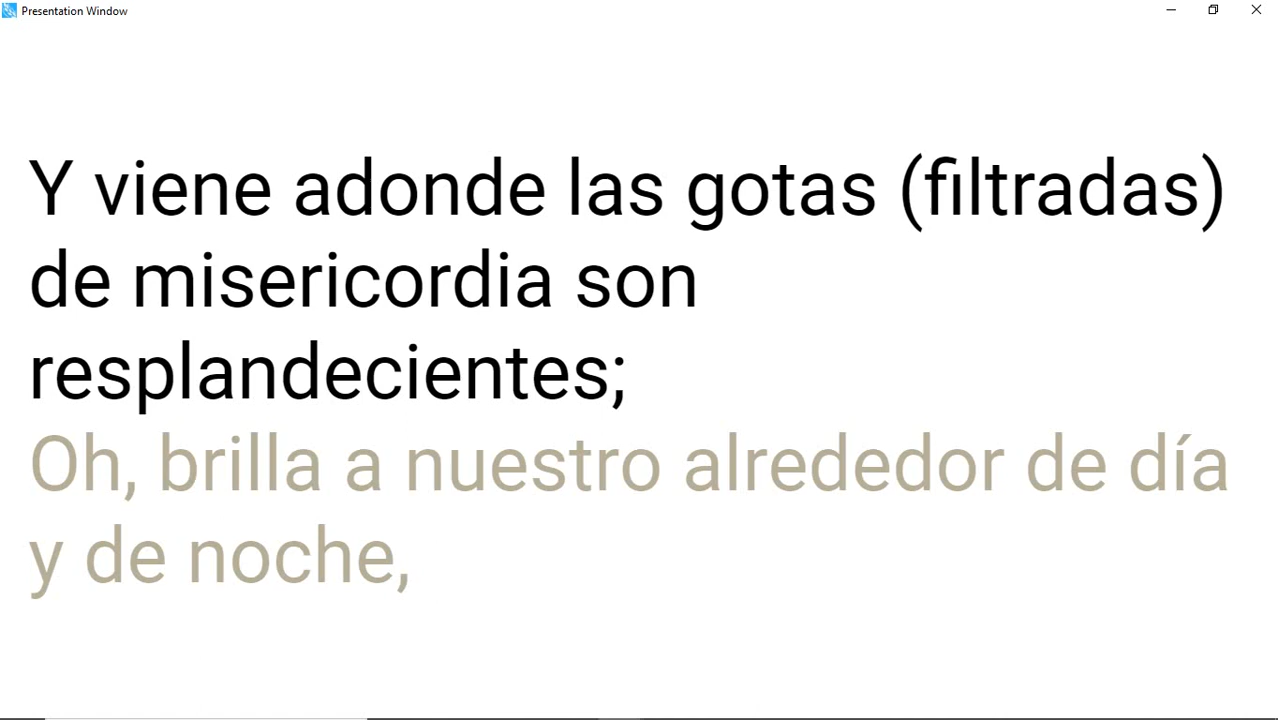 Presentation Window
Y viene adonde las gotas (filtradas)
de misericordia son
resplandecientes;
Oh, brilla a nuestro alrededor de día
y de noche,